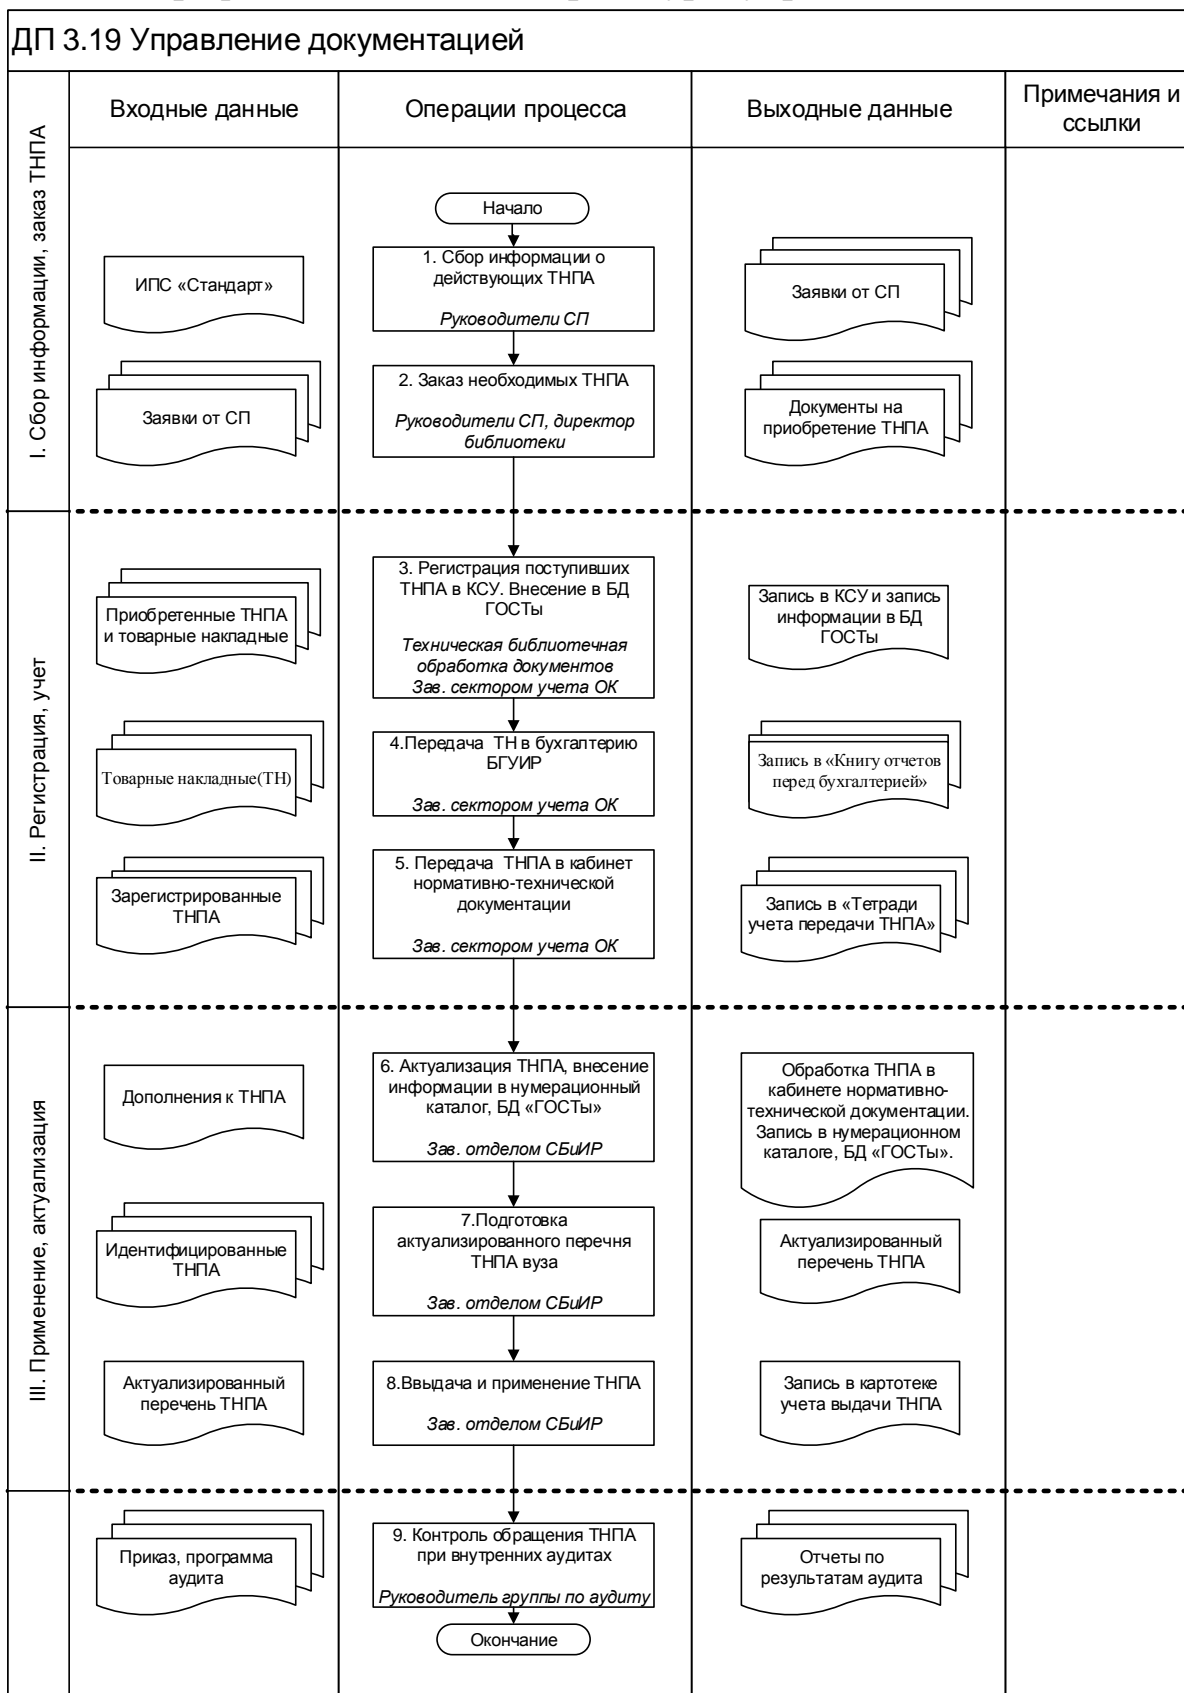 ДП 3.19 Управление документацией
Входные данные
Операции процесса
Выходные данные
Примечания и
ссылки
I. Сбор информации, заказ ТНПА
Начало
ИПС «Стандарт»
1. Сбор информации о
действующих ТНПА
Руководители СП
Заявки от СП
Заявки от СП
2. Заказ необходимых ТНПА
Руководители СП, директор
библиотеки
Документы на
приобретение ТНПА
II. Регистрация, учет
Приобретенные ТНПА
и товарные накладные
3. Регистрация поступивших
ТНПА в КСУ. Внесение в БД
ГОСТы
Техническая библиотечная
обработка документов
Зав. сектором учета ОК
Запись в КСУ и запись
информации в БД
ГОСТы
Товарные накладные(ТН)
4.Передача ТН в бухгалтерию
БГУИР
Зав. сектором учета ОК
Запись в «Книгу отчетов
перед бухгалтерией»
Зарегистрированные
ТНПА
5. Передача ТНПА в кабинет
нормативно-технической
документации
Зав. сектором учета ОК
Запись в «Тетради
учета передачи ТНПА»
III. Применение, актуализация
Дополнения к ТНПА
6. Актуализация ТНПА, внесение
информации в нумерационный
каталог, БД «ГОСТы»
Зав. отделом СБиИР
Обработка ТНПА в
кабинете нормативно-
технической документации.
Запись в нумерационном
каталоге, БД «ГОСТы».
Идентифицированные
ТНПА
7.Подготовка
актуализированного перечня
ТНПА вуза
Зав. отделом СБиИР
Актуализированный
перечень ТНПА
Актуализированный
перечень ТНПА
8.Ввыдача и применение ТНПА
Зав. отделом СБиИР
Запись в картотеке
учета выдачи ТНПА
Приказ, программа
аудита
9. Контроль обращения ТНПА
при внутренних аудитах
Руководитель группы по аудиту
Отчеты по
результатам аудита
Окончание